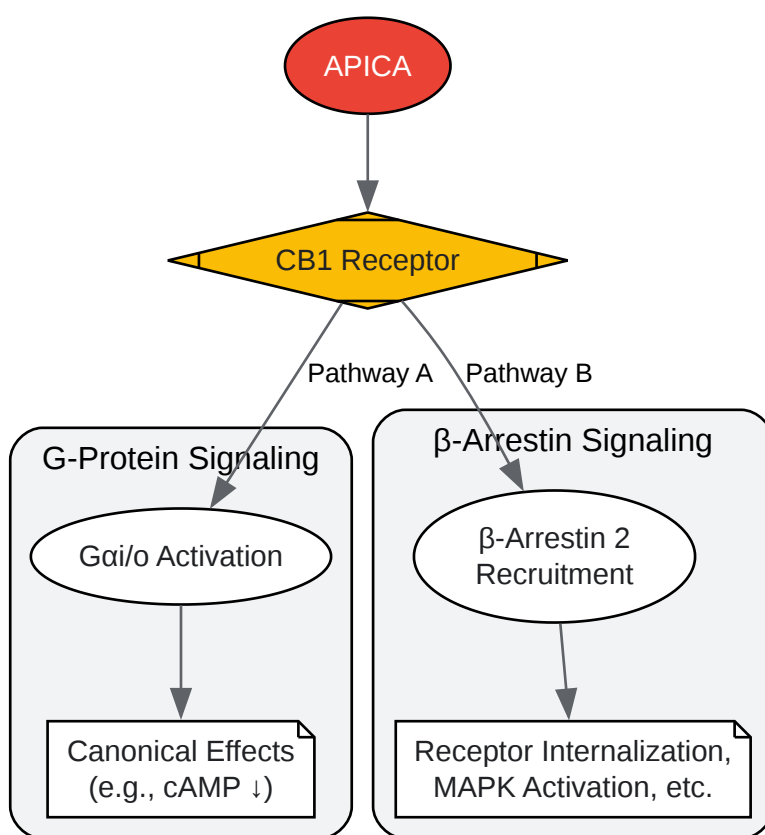 APICA
CB1 Receptor
Pathway A
Pathway B
G-Protein Signaling
β-Arrestin Signaling
Gαi/o Activation
β-Arrestin 2
Recruitment
Canonical Effects
(e.g., cAMP ↓)
Receptor Internalization,
MAPK Activation, etc.